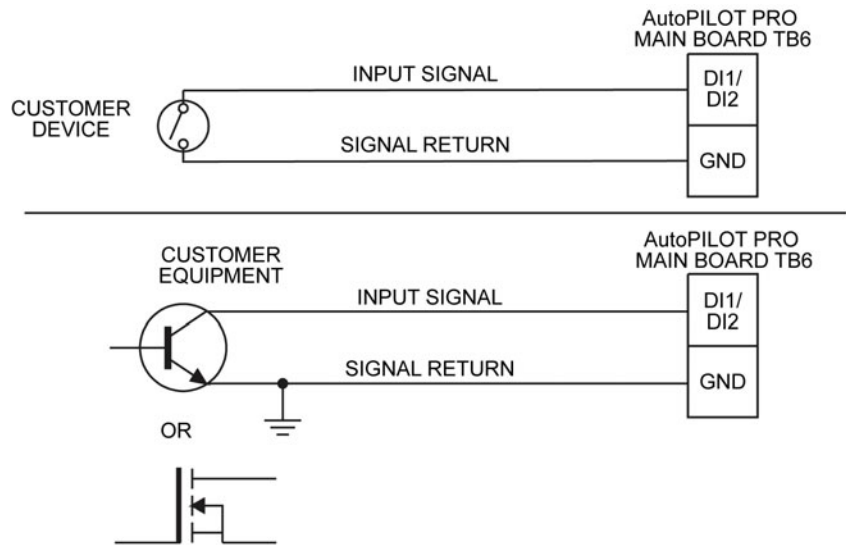 AutoPILOT PRO
MAIN BOARD TB6
INPUT SIGNAL
DI1/
DI2
CUSTOMER
DEVICE
SIGNAL RETURN
GND
CUSTOMER
EQUIPMENT
AutoPILOT PRO
MAIN BOARD TB6
INPUT SIGNAL
DI1/
DI2
SIGNAL RETURN
GND
OR